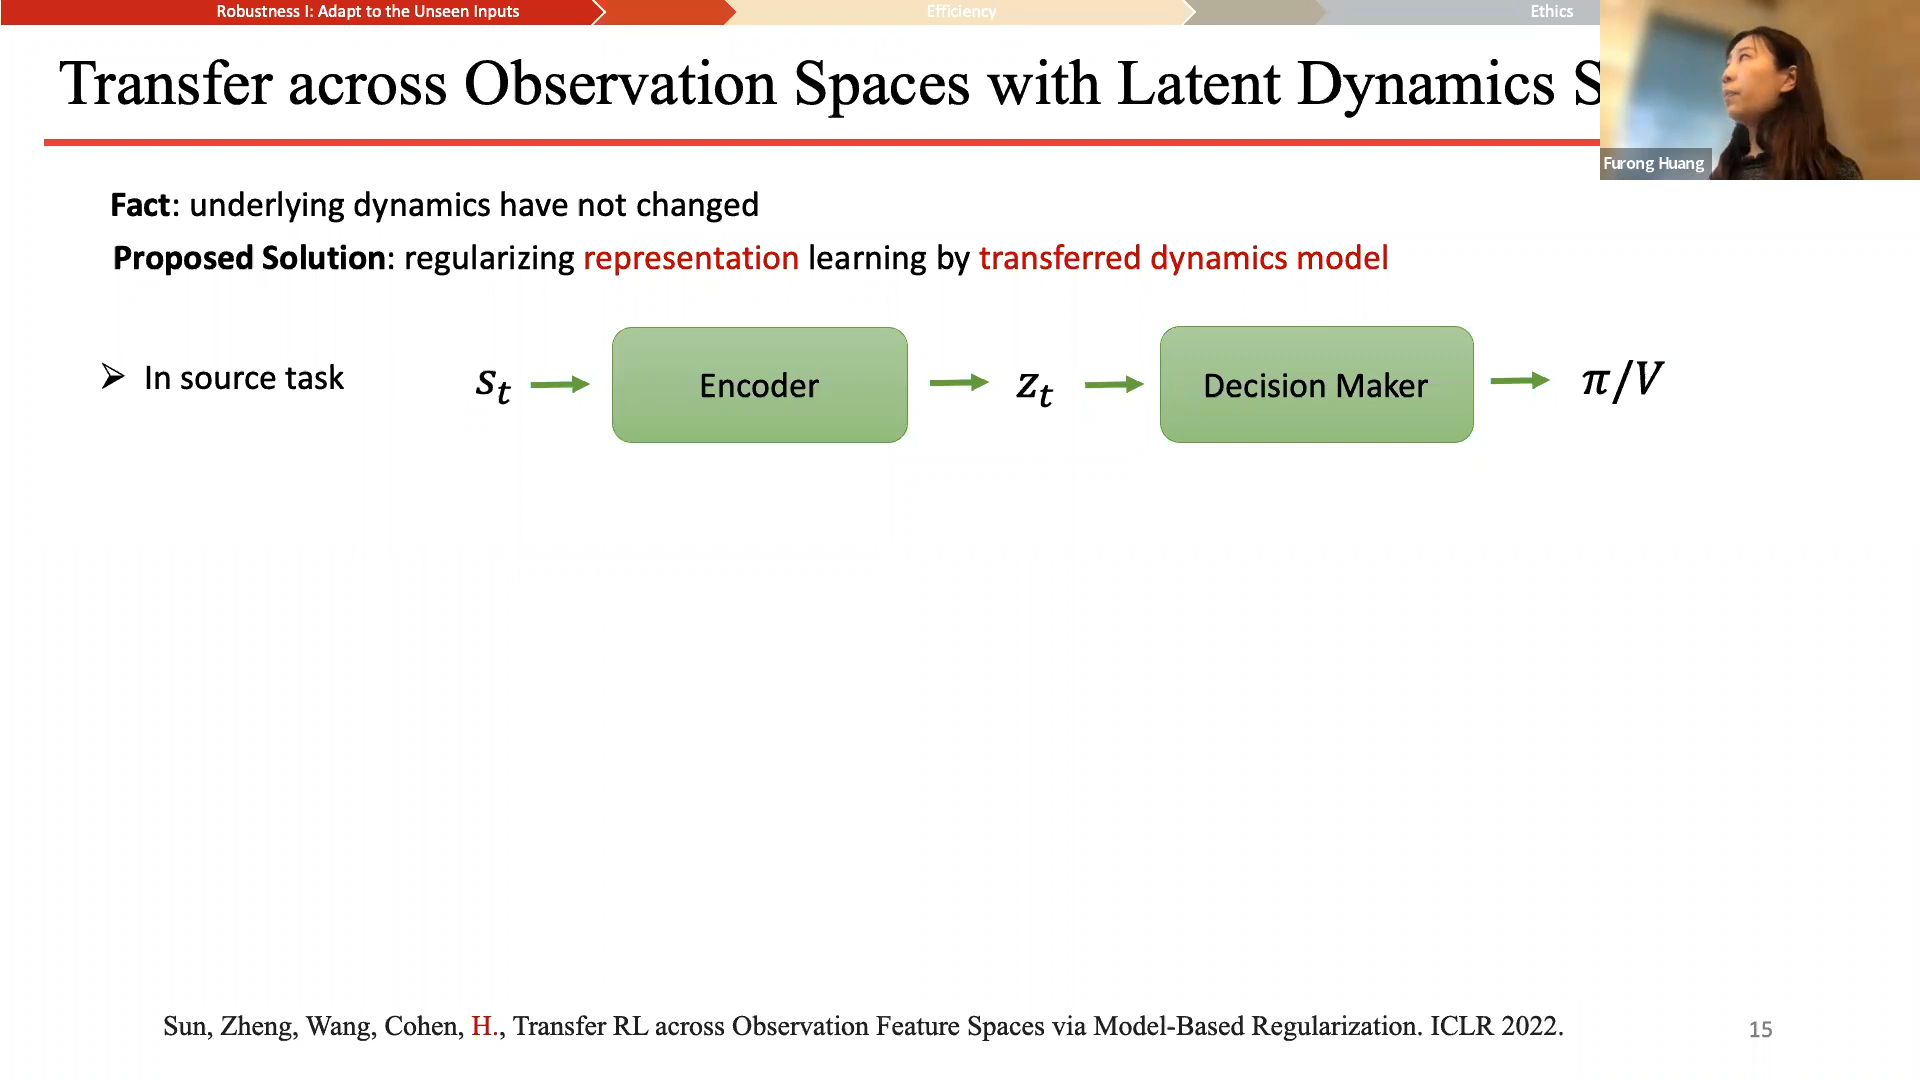 Robustness I: Adapt to the Unseen Inputs
Efficiency
Ethics
Transfer across Observation Spaces with Latent Dynamics S
Furong Huang
Fact: underlying dynamics have not changed
Proposed Solution: regularizing representation learning by transferred dynamics model
➢ In source task
s_t
Encoder
z_t
Decision Maker
π/V
Sun, Zheng, Wang, Cohen, H., Transfer RL across Observation Feature Spaces via Model-Based Regularization. ICLR 2022.
15